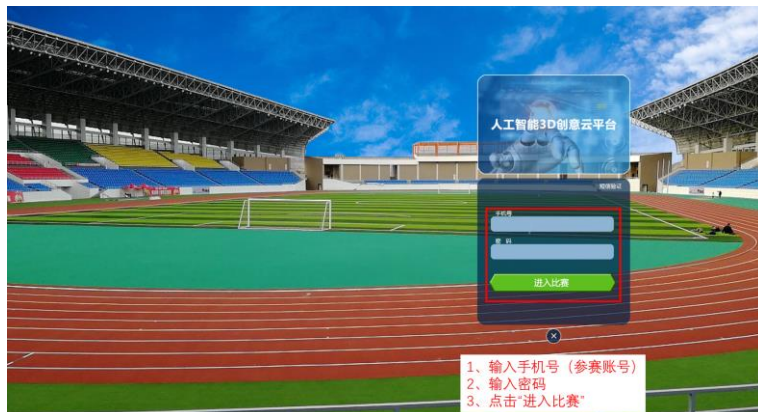 人工智能3D创意云平台
短信验证
手机号
密 码
进入比赛
1、输入手机号（参赛账号）
2、输入密码
3、点击“进入比赛”